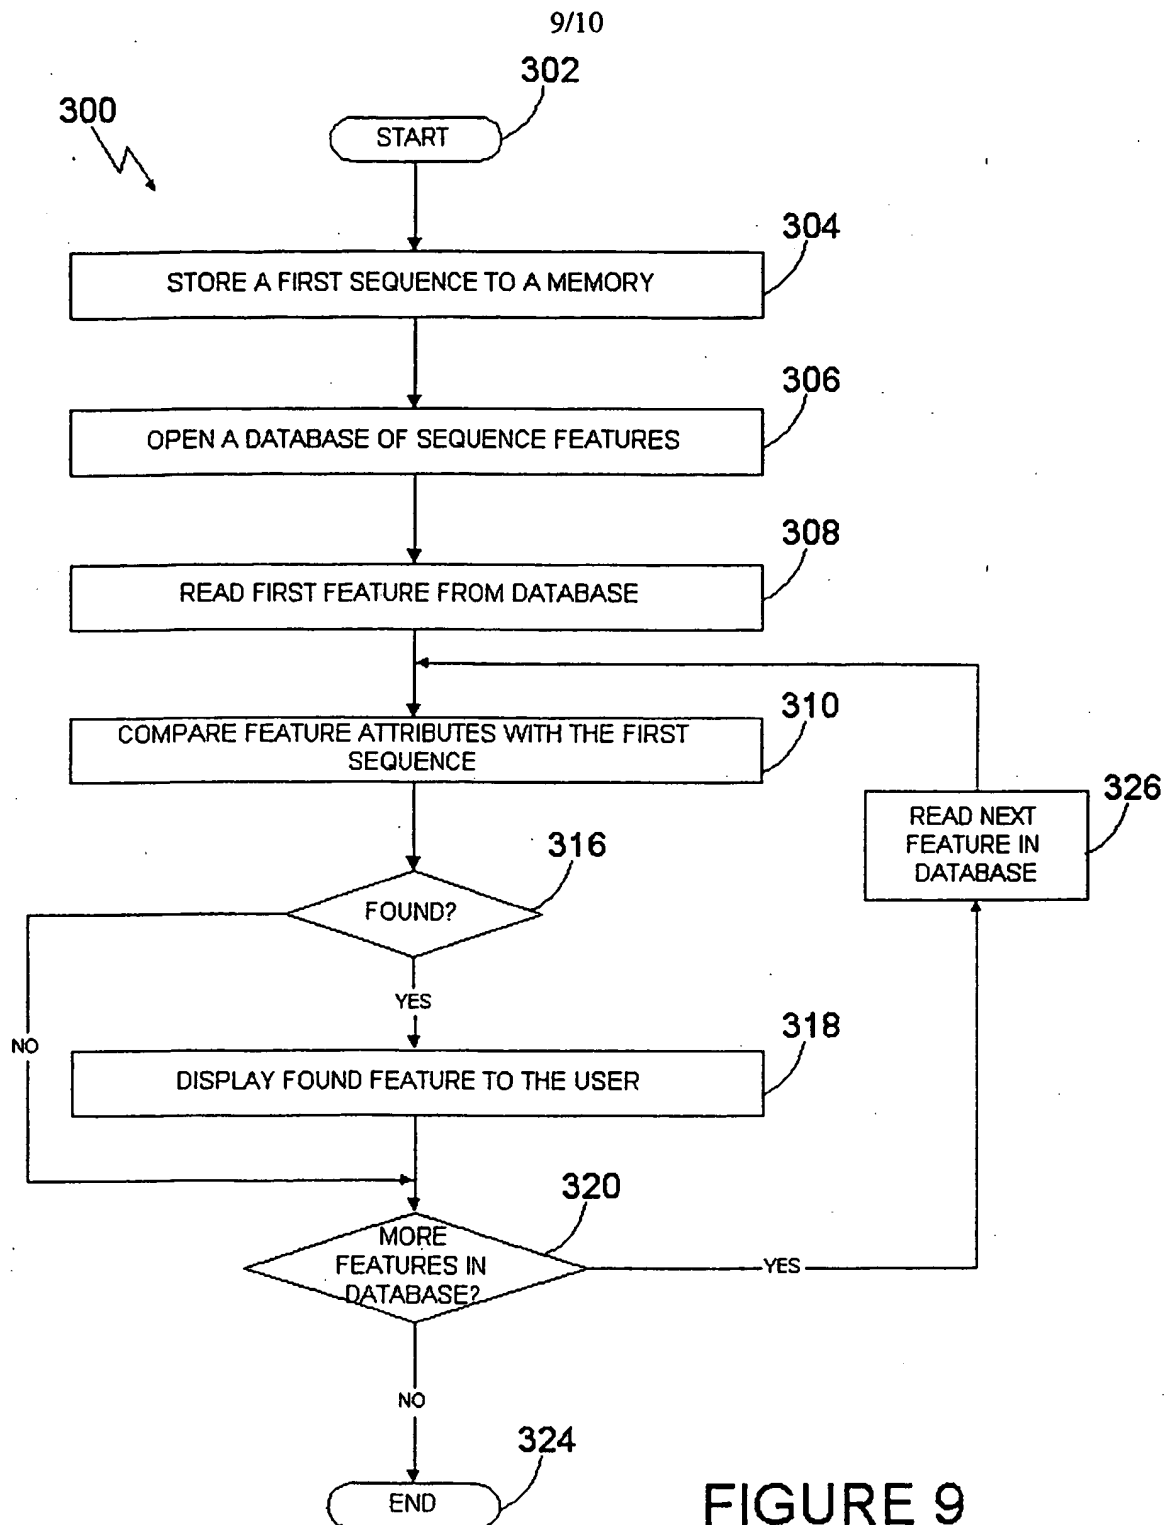 9/10
302
300
START
304
STORE A FIRST SEQUENCE TO A MEMORY
306
OPEN A DATABASE OF SEQUENCE FEATURES
308
READ FIRST FEATURE FROM DATABASE
310
COMPARE FEATURE ATTRIBUTES WITH THE FIRST
SEQUENCE
326
READ NEXT
FEATURE IN
DATABASE
316
FOUND?
YES
NO
318
DISPLAY FOUND FEATURE TO THE USER
320
MORE
FEATURES IN
DATABASE?
YES
NO
324
END
FIGURE 9